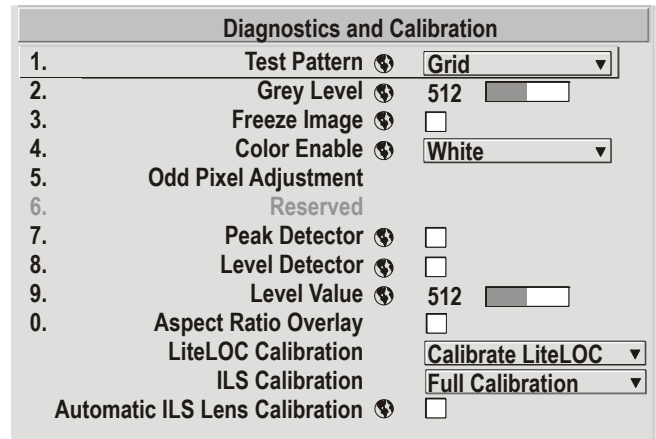 Diagnostics and Calibration
1. Test Pattern Grid
2. Grey Level 512
3. Freeze Image
4. Color Enable White
5. Odd Pixel Adjustment
6. Reserved
7. Peak Detector
8. Level Detector
9. Level Value 512
0. Aspect Ratio Overlay
LiteLOC Calibration Calibrate LiteLOC
ILS Calibration Full Calibration
Automatic ILS Lens Calibration